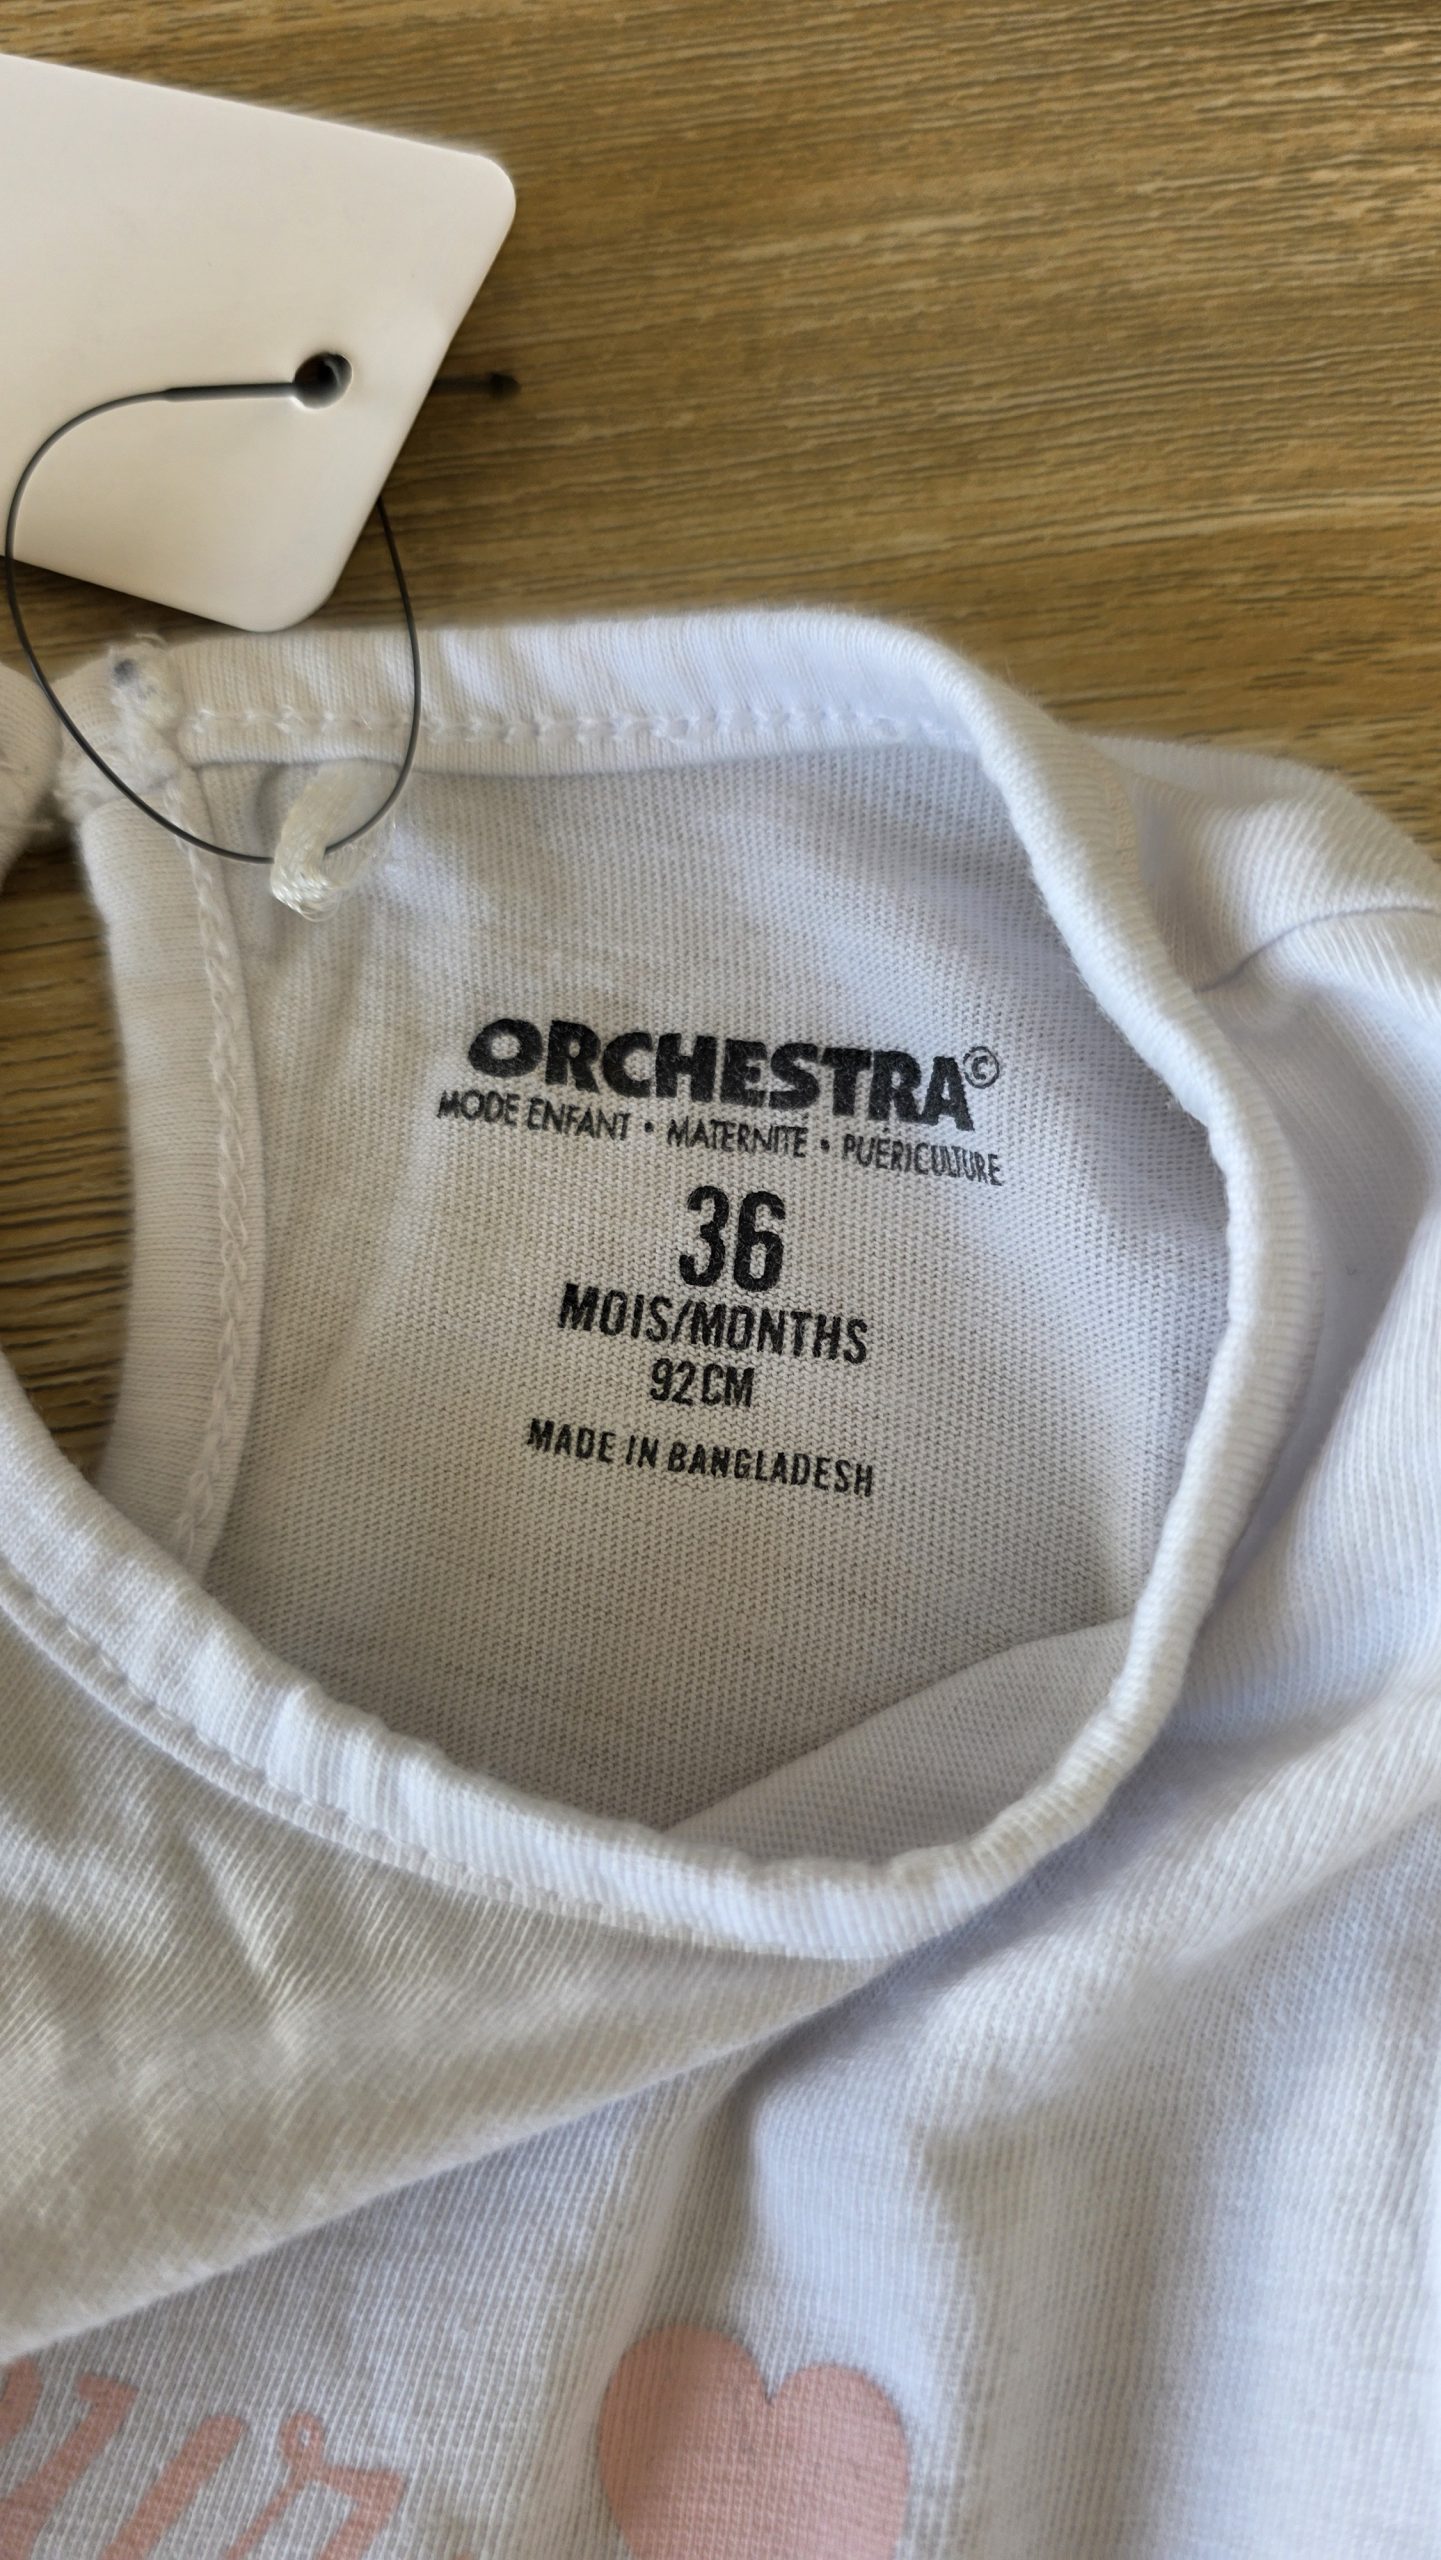 ORCHESTRA©
MODE ENFANT • MATERNITÉ • PUÉRICULTURE
36
MOIS/MONTHS
92CM
MADE IN BANGLADESH